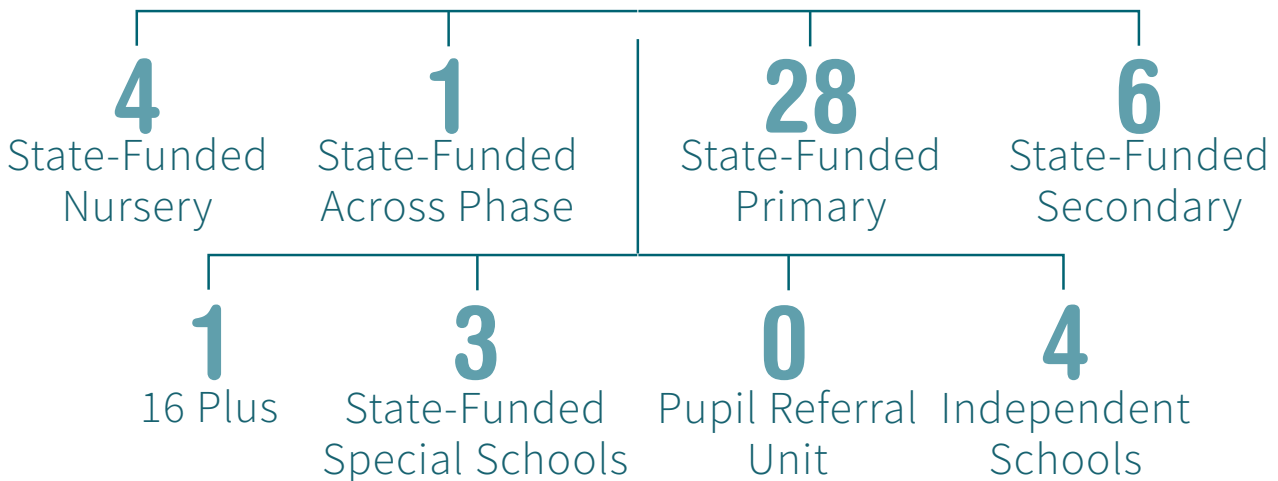 4 1 28 6
State-Funded State-Funded State-Funded State-Funded
Nursery Across Phase Primary Secondary
1 3 0 4
16 Plus State-Funded Pupil Referral Independent
Special Schools Unit Schools